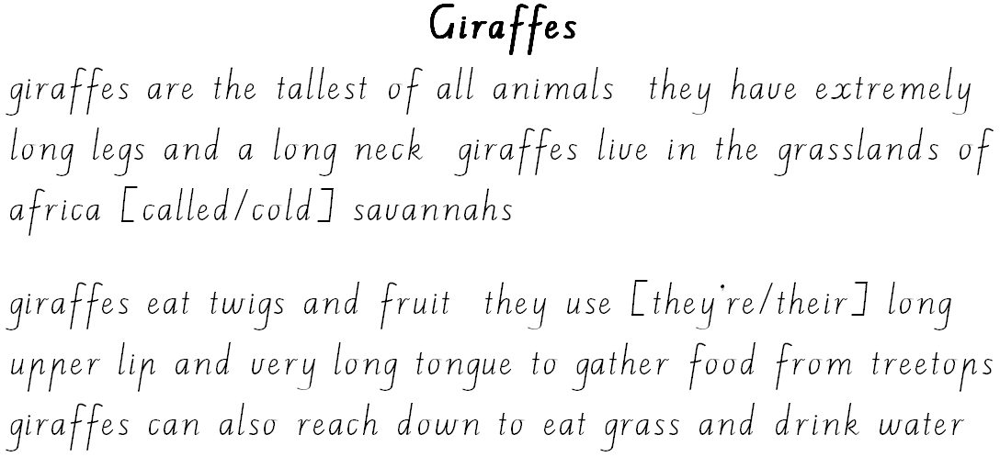 Giraffes
giraffes are the tallest of all animals  they have extremely
long legs and a long neck  giraffes live in the grasslands of
africa [called/cold] savannahs
giraffes eat twigs and fruit  they use [they're/their] long
upper lip and very long tongue to gather food from treetops
giraffes can also reach down to eat grass and drink water